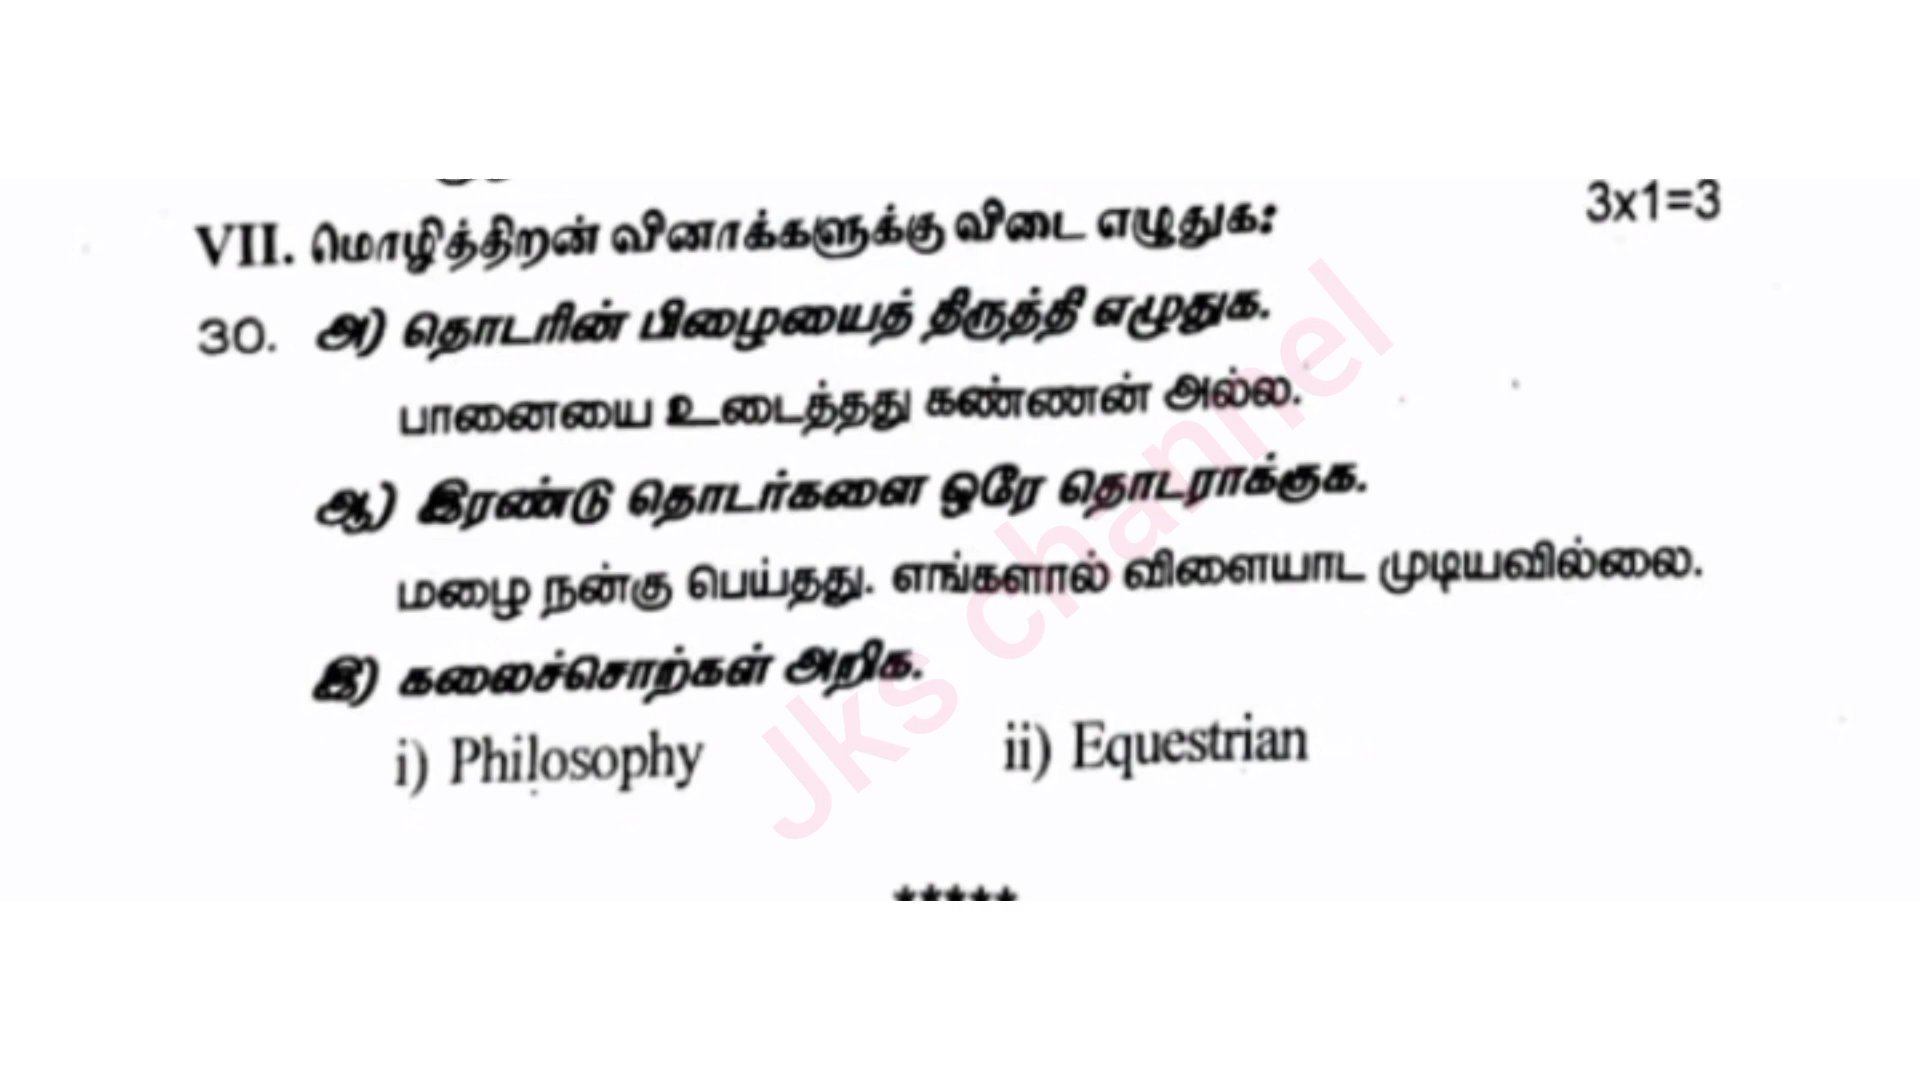 3x1=3
VII. மொழித்திறன் வினாக்களுக்கு விடை எழுதுக:
30. அ) தொடரின் பிழையைத் திருத்தி எழுதுக.
பானையை உடைத்தது கண்ணன் அல்ல.
ஆ) இரண்டு தொடர்களை ஒரே தொடராக்குக.
மழை நன்கு பெய்தது. எங்களால் விளையாட முடியவில்லை.
இ) கலைச்சொற்கள் அறிக.
i) Philosophy ii) Equestrian
*****
Jks channel